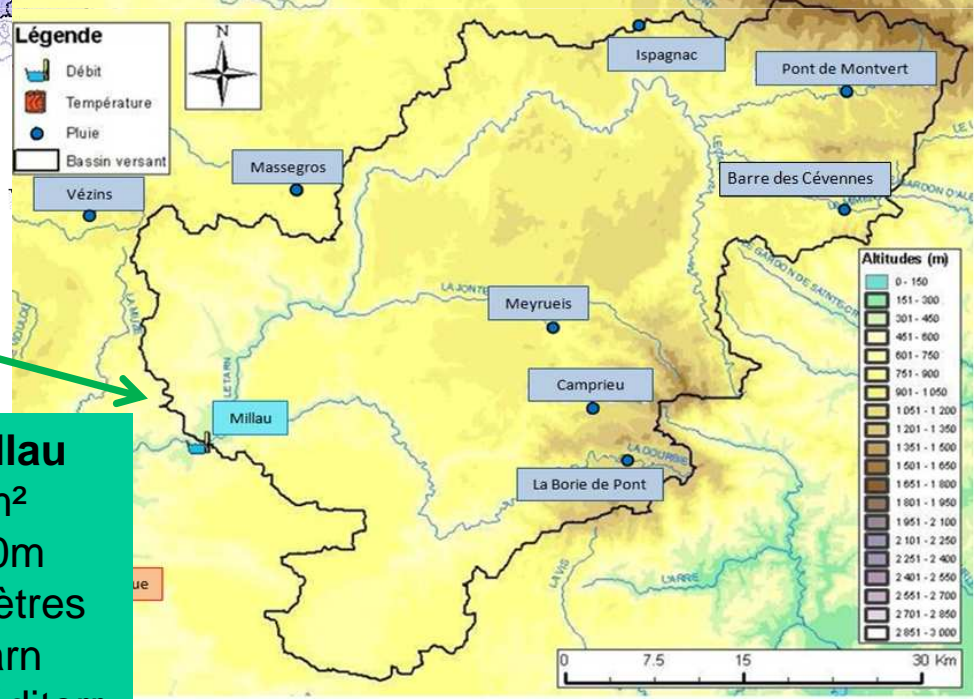 Légende
Débit
Température
Pluie
Bassin versant
N
Ispagnac
Pont de Montvert
Massegros
Vézins
Barre des Cévennes
LA MUZE
LE TARN
LA JONTE
Meyrueis
Camprieu
Millau
LA DOURBIE
La Borie de Pont
LA VIS
L'ARRE
Altitudes (m)
0 - 150
151 - 300
301 - 450
451 - 600
601 - 750
751 - 900
901 - 1 050
1 051 - 1 200
1 201 - 1 350
1 351 - 1 500
1 501 - 1 650
1 651 - 1 800
1 801 - 1 950
1 951 - 2 100
2 101 - 2 250
2 251 - 2 400
2 401 - 2 550
2 551 - 2 700
2 701 - 2 850
2 851 - 3 000
0 7.5 15 30 Km
llau
m²
0m
ètres
arn
ditarn
ue